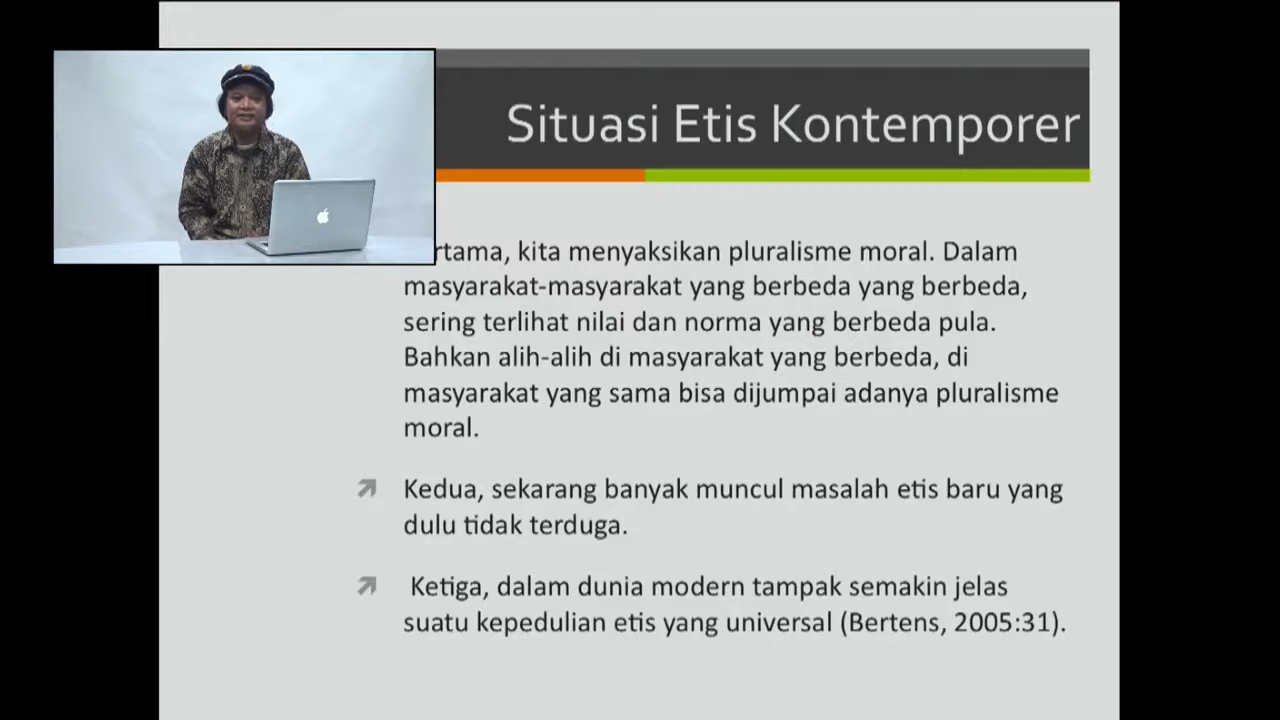 Situasi Etis Kontemporer
rtama, kita menyaksikan pluralisme moral. Dalam
masyarakat-masyarakat yang berbeda yang berbeda,
sering terlihat nilai dan norma yang berbeda pula.
Bahkan alih-alih di masyarakat yang berbeda, di
masyarakat yang sama bisa dijumpai adanya pluralisme
moral.
Kedua, sekarang banyak muncul masalah etis baru yang
dulu tidak terduga.
Ketiga, dalam dunia modern tampak semakin jelas
suatu kepedulian etis yang universal (Bertens, 2005:31).